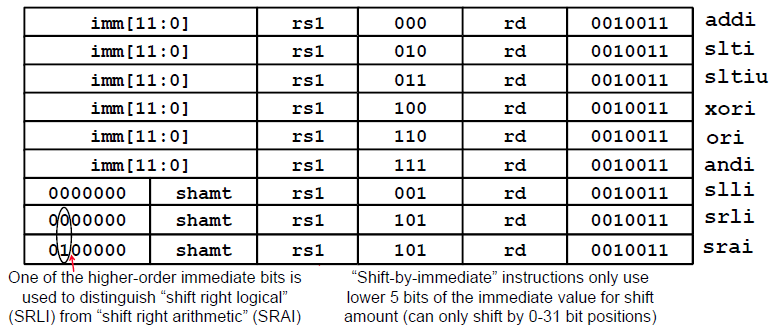 imm[11:0] rs1 000 rd 0010011 addi
imm[11:0] rs1 010 rd 0010011 slti
imm[11:0] rs1 011 rd 0010011 sltiu
imm[11:0] rs1 100 rd 0010011 xori
imm[11:0] rs1 110 rd 0010011 ori
imm[11:0] rs1 111 rd 0010011 andi
0000000 shamt rs1 001 rd 0010011 slli
0000000 shamt rs1 101 rd 0010011 srli
0100000 shamt rs1 101 rd 0010011 srai
One of the higher-order immediate bits is
used to distinguish “shift right logical”
(SRLI) from “shift right arithmetic” (SRAI)
“Shift-by-immediate” instructions only use
lower 5 bits of the immediate value for shift
amount (can only shift by 0-31 bit positions)